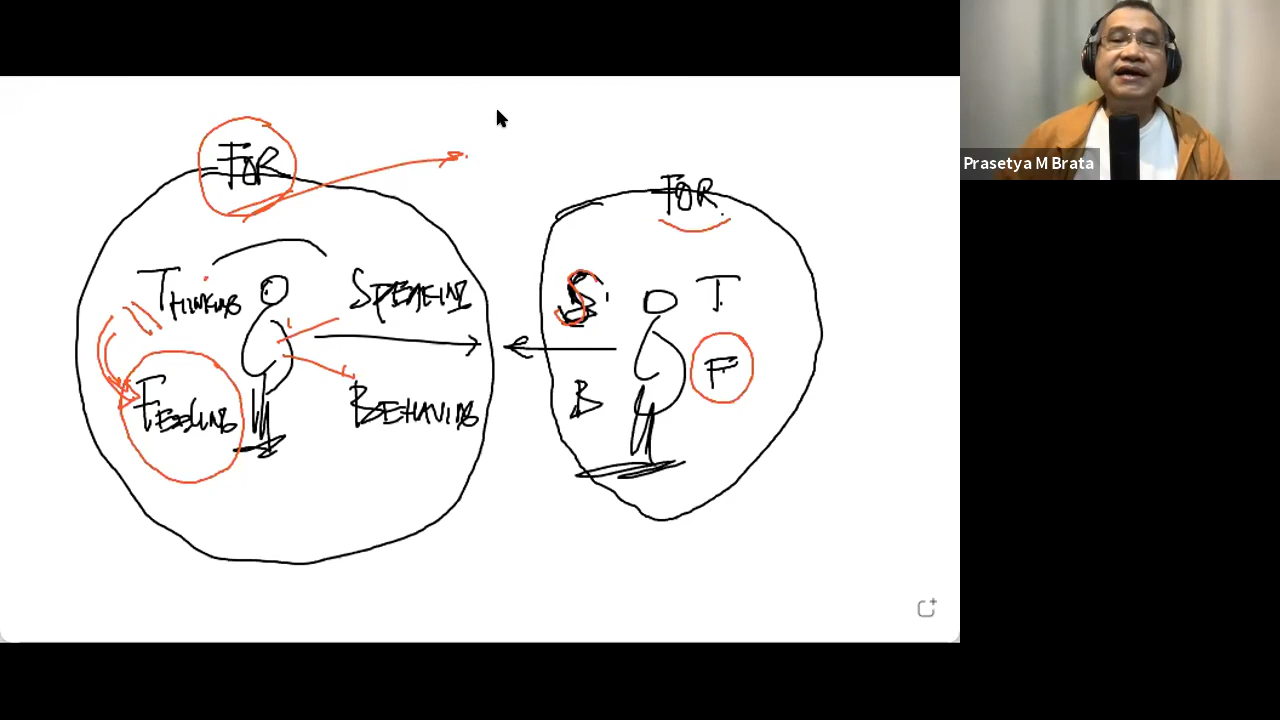 FOR
THINKING
SPEAKING
FEELING
BEHAVING
FOR
S
T
B
F
Prasetya M Brata